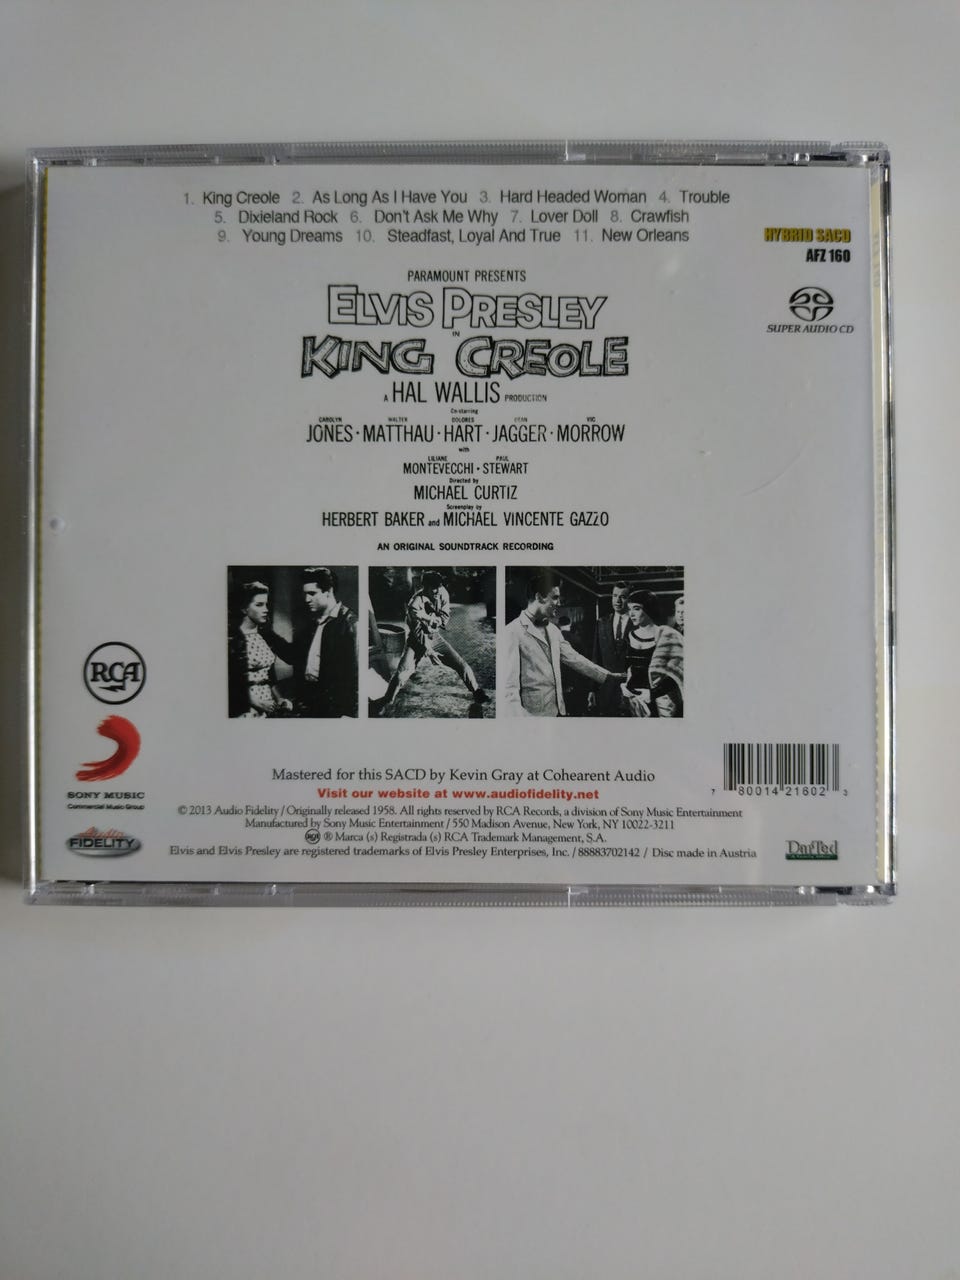 1. King Creole 2. As Long As I Have You 3. Hard Headed Woman 4. Trouble
5. Dixieland Rock 6. Don't Ask Me Why 7. Lover Doll 8. Crawfish
9. Young Dreams 10. Steadfast, Loyal And True 11. New Orleans
HYBRID SACD
AFZ 160
SUPER AUDIO CD
PARAMOUNT PRESENTS
ELVIS PRESLEY
IN
KING CREOLE
A HAL WALLIS PRODUCTION
Co-starring
CAROLYN WALTER DOLORES DEAN VIC
JONES · MATTHAU · HART · JAGGER · MORROW
with
LILIANE PAUL
MONTEVECCHI · STEWART
Directed by
MICHAEL CURTIZ
Screenplay by
HERBERT BAKER and MICHAEL VINCENTE GAZZO
AN ORIGINAL SOUNDTRACK RECORDING
RCA
SONY MUSIC
Commercial Music Group
Audio
FIDELITY
Mastered for this SACD by Kevin Gray at Cohearent Audio
Visit our website at www.audiofidelity.net
© 2013 Audio Fidelity / Originally released 1958. All rights reserved by RCA Records, a division of Sony Music Entertainment
Manufactured by Sony Music Entertainment / 550 Madison Avenue, New York, NY 10022-3211
RCA ® Marca (s) Registrada (s) RCA Trademark Management, S.A.
Elvis and Elvis Presley are registered trademarks of Elvis Presley Enterprises, Inc. / 88883702142 / Disc made in Austria
7 80014 21602 3